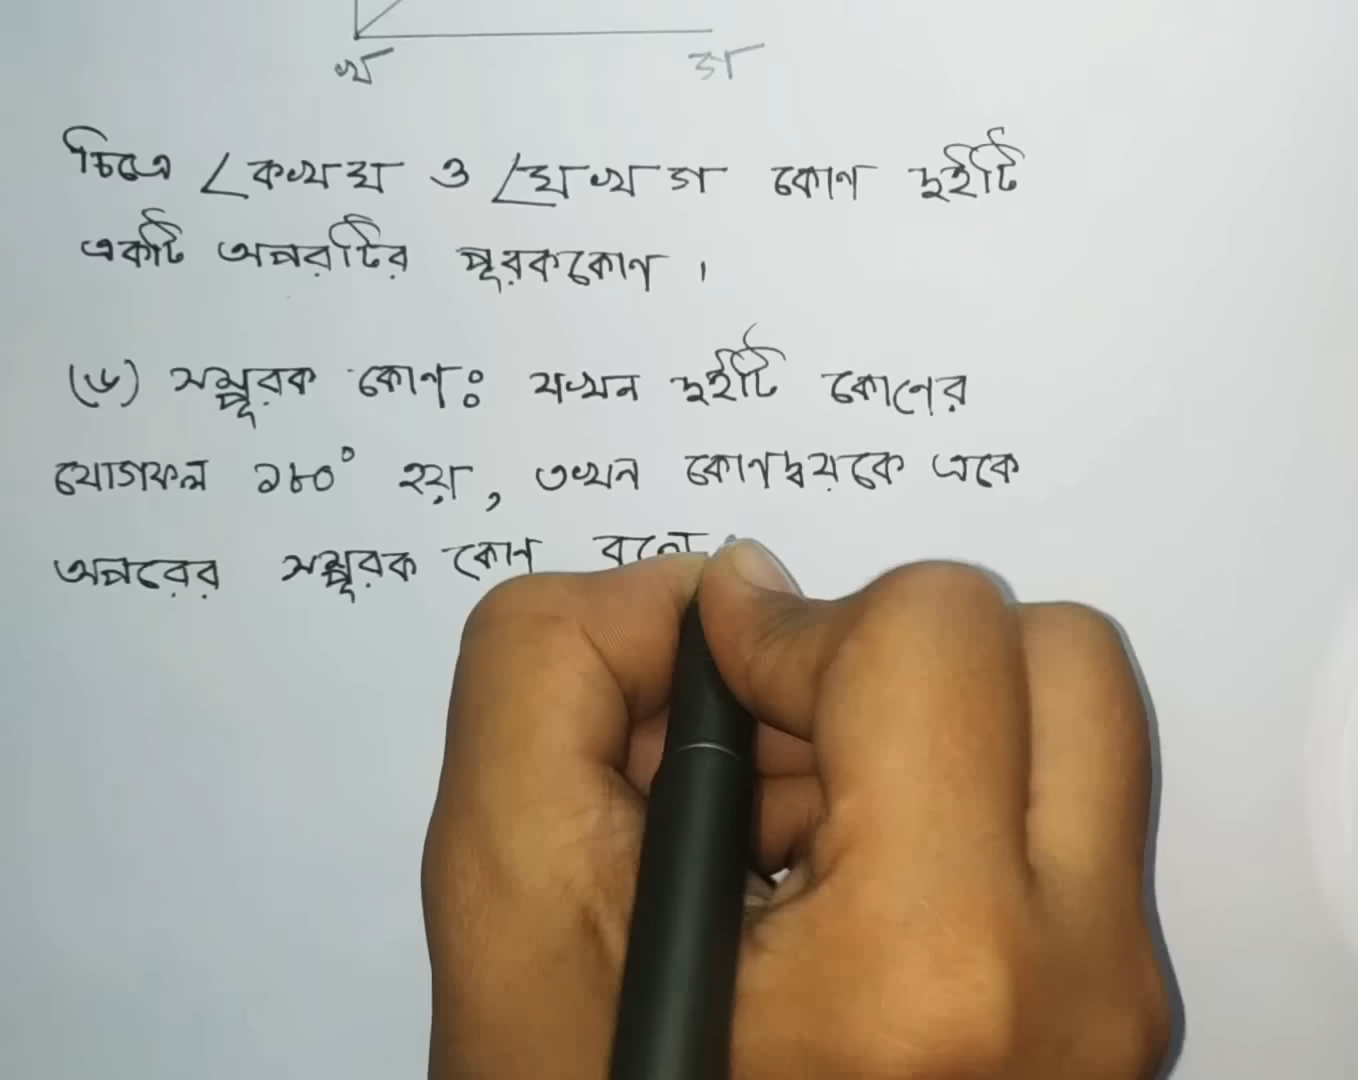 খ গ
চিত্রে ∠কখঘ ও ∠ঘখগ কোণ দুইটি
একটি অপরটির পূরককোণ ।
(৬) সম্পূরক কোণঃ যখন দুইটি কোণের
যোগফল ১৮০° হয়, তখন কোণদ্বয়কে একে
অপরের সম্পূরক কোণ বলে